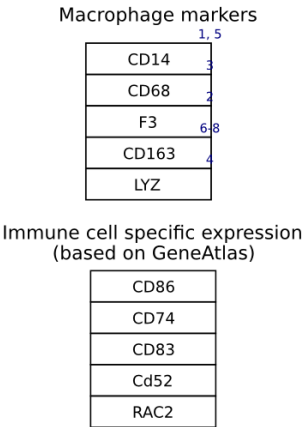 Macrophage markers
1, 5
CD14
3
CD68
2
F3
6-8
CD163
4
LYZ
Immune cell specific expression
(based on GeneAtlas)
CD86
CD74
CD83
Cd52
RAC2